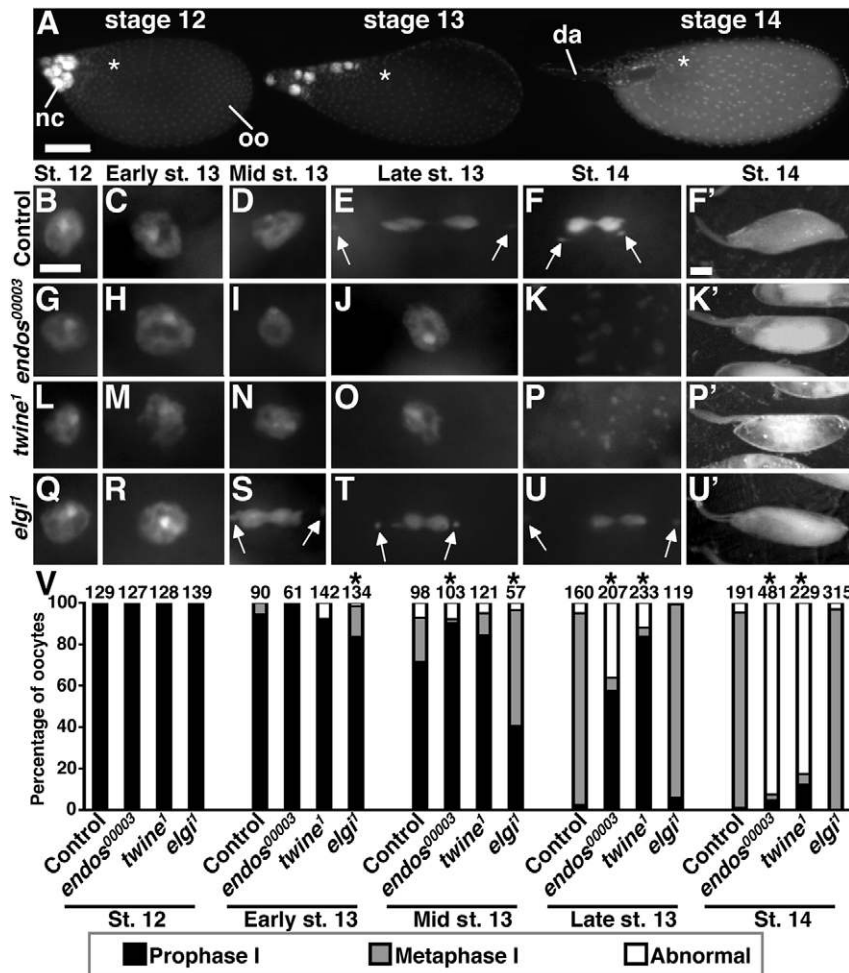 A
stage 12
stage 13
stage 14
da
*
*
*
nc
oo
St. 12
Early st. 13
Mid st. 13
Late st. 13
St. 14
St. 14
Control
B
C
D
E
F
F'
endos00003
G
H
I
J
K
K'
twine1
L
M
N
O
P
P'
elgi1
Q
R
S
T
U
U'
V
* * * * * * *
129 127 128 139 90 61 142 134 98 103 121 57 160 207 233 119 191 481 229 315
Percentage of oocytes
100
80
60
40
20
0
Control endos00003 twine1 elgi1 Control endos00003 twine1 elgi1 Control endos00003 twine1 elgi1 Control endos00003 twine1 elgi1 Control endos00003 twine1 elgi1
St. 12
Early st. 13
Mid st. 13
Late st. 13
St. 14
Prophase I
Metaphase I
Abnormal